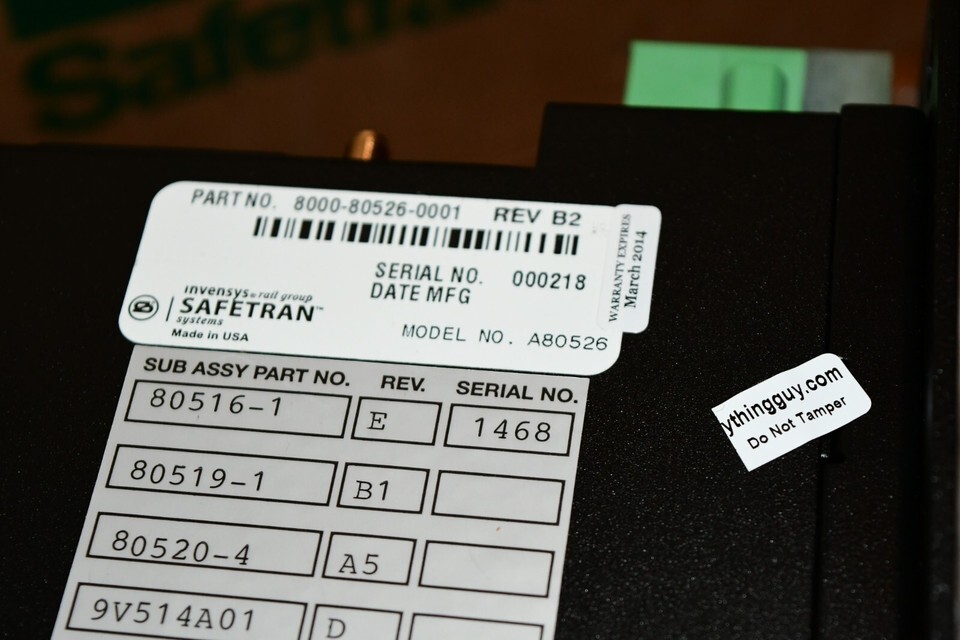 Safetran
PART NO. 8000-80526-0001 REV B2
SERIAL NO. 000218
DATE MFG
invensys rail group
SAFETRAN™
systems
Made in USA
MODEL NO. A80526
WARRANTY EXPIRES
March 2014
SUB ASSY PART NO. REV. SERIAL NO.
80516-1 E 1468
80519-1 B1
80520-4 A5
9V514A01 D
ythingguy.com
Do Not Tamper